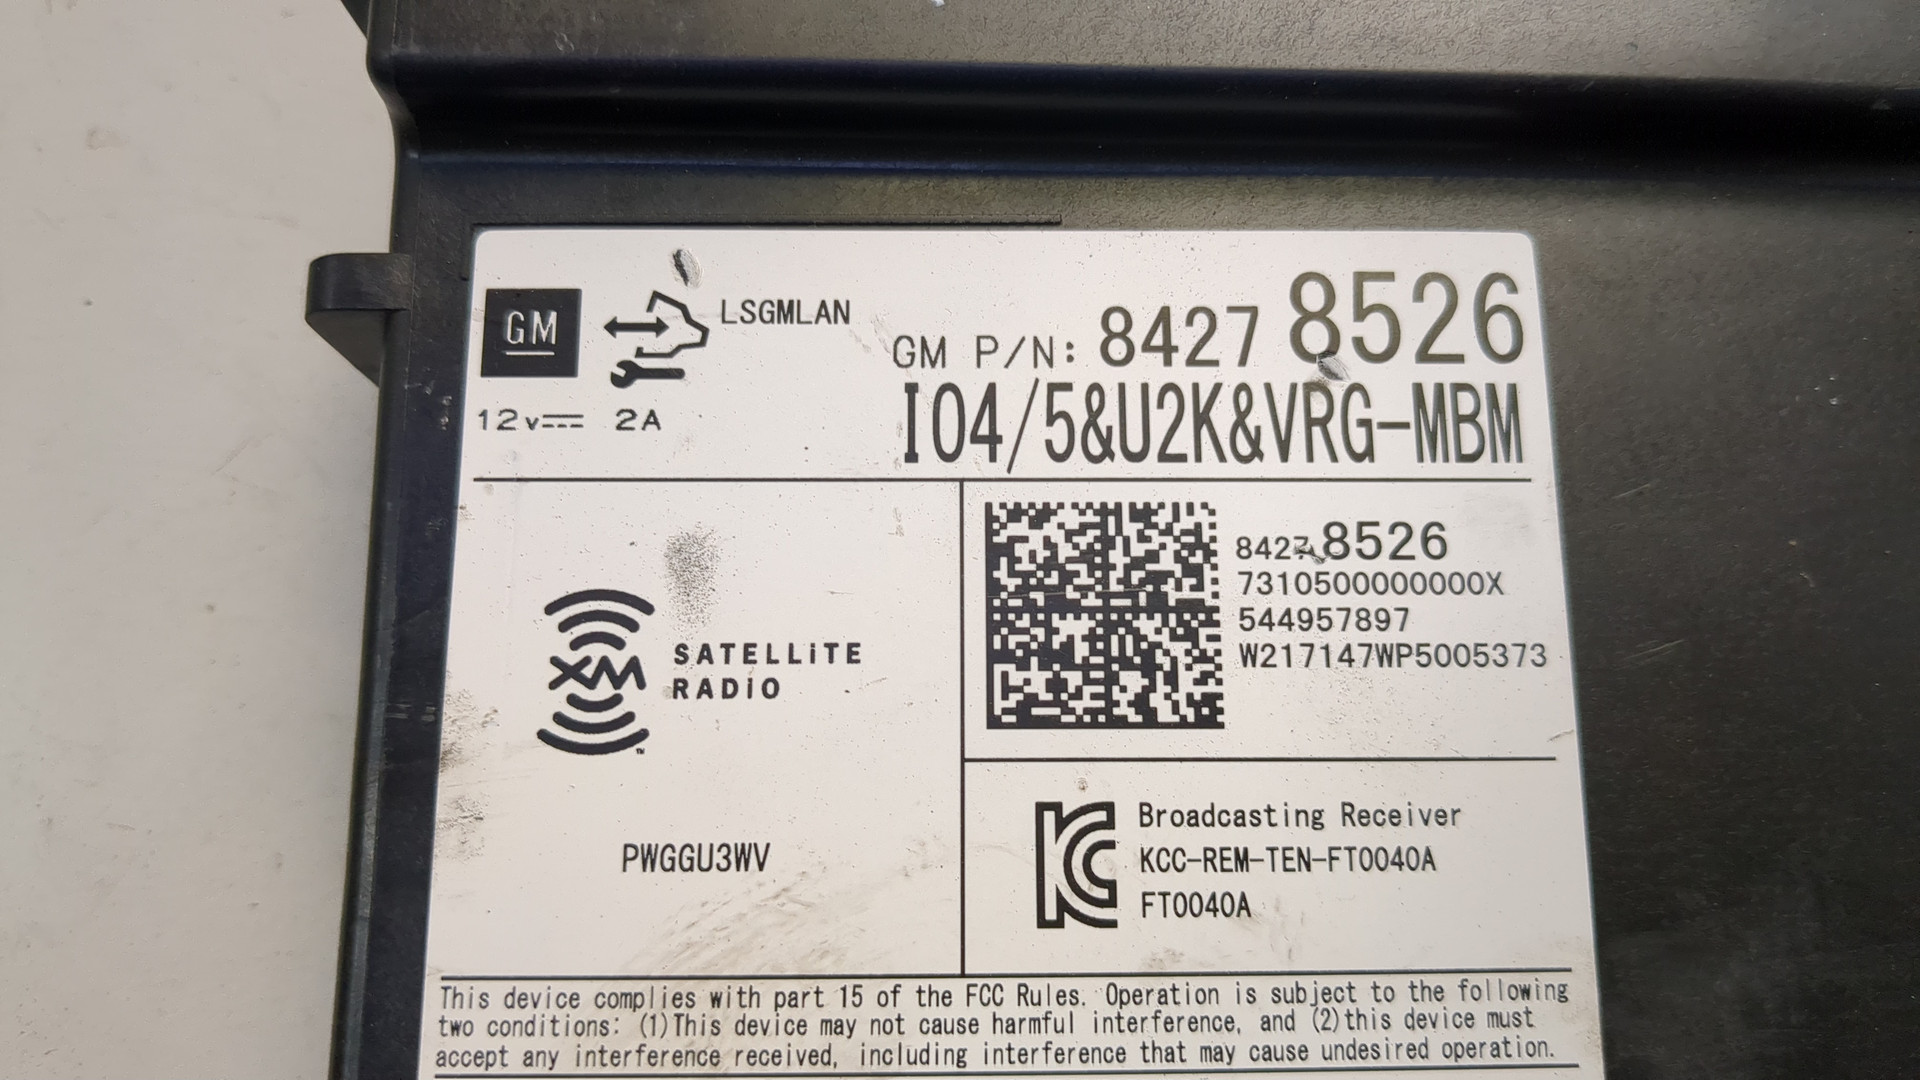 GM LSGMLAN GM P/N: 8427 8526
12v 2A I04/5&U2K&VRG-MBM
XM SATELLiTE
RADiO
TM
PWGGU3WV
8427 8526
7310500000000X
544957897
W217147WP5005373
Broadcasting Receiver
KCC-REM-TEN-FT0040A
FT0040A
This device complies with part 15 of the FCC Rules. Operation is subject to the following
two conditions: (1)This device may not cause harmful interference, and (2)this device must
accept any interference received, including interference that may cause undesired operation.